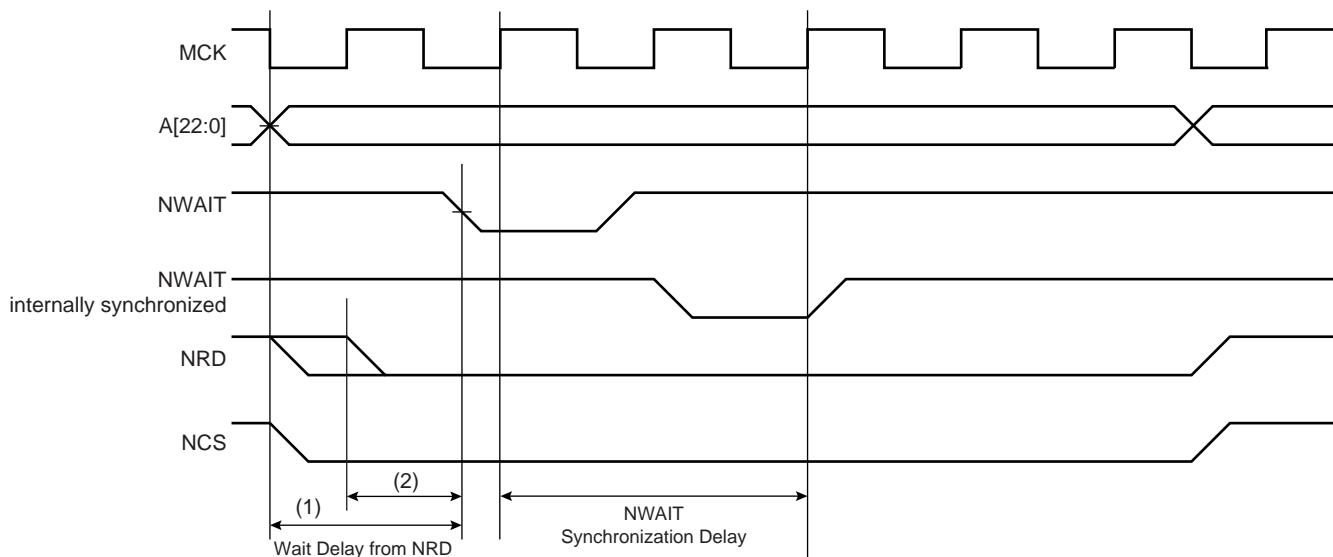 MCK
A[22:0]
NWAIT
NWAIT
internally synchronized
NRD
NCS
(1)
(2)
Wait Delay from NRD
NWAIT
Synchronization Delay